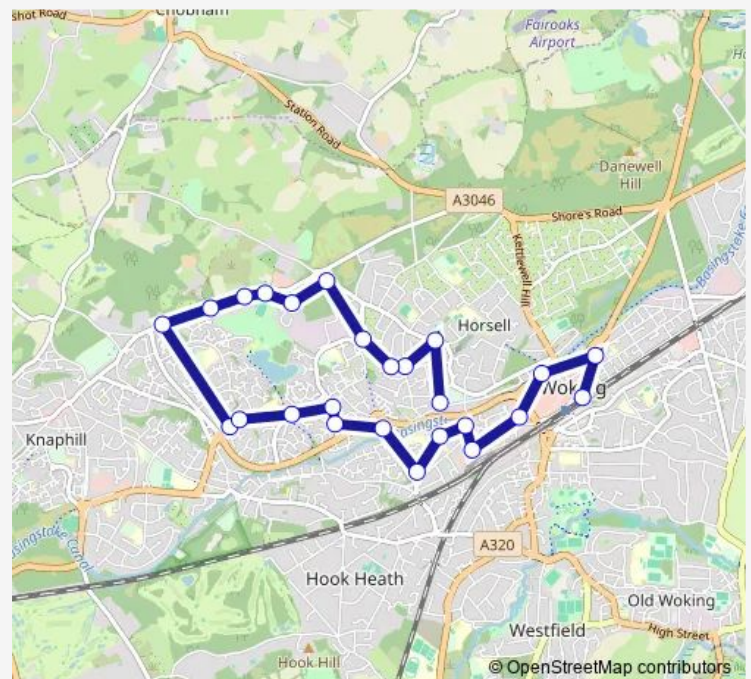 shot Road
Chobham
Fairoaks
Airport
Station Road
Danewell
Hill
A3046
Shore's Road
Kettlewell Hill
Horsell
Woking
Knaphill
Hook Heath
A320
Old Woking
Westfield
High Street
Hook Hill
© OpenStreetMap contributors